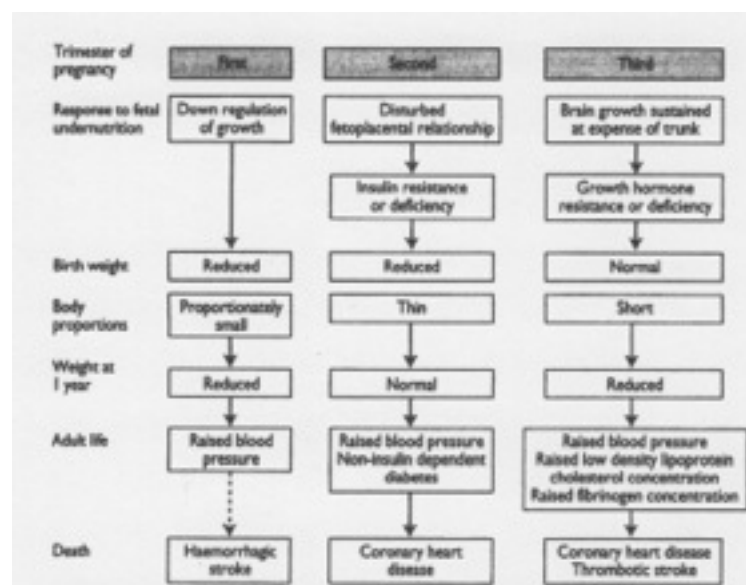 Trimester of
pregnancy
First
Second
Third
Response to fetal
undernutrition
Down regulation
of growth
Disturbed
fetoplacental relationship
Brain growth sustained
at expense of trunk
Insulin resistance
or deficiency
Growth hormone
resistance or deficiency
Birth weight
Reduced
Reduced
Normal
Body
proportions
Proportionately
small
Thin
Short
Weight at
1 year
Reduced
Normal
Reduced
Adult life
Raised blood
pressure
Raised blood pressure
Non-insulin dependent
diabetes
Raised blood pressure
Raised low density lipoprotein
cholesterol concentration
Raised fibrinogen concentration
Death
Haemorrhagic
stroke
Coronary heart
disease
Coronary heart disease
Thrombotic stroke